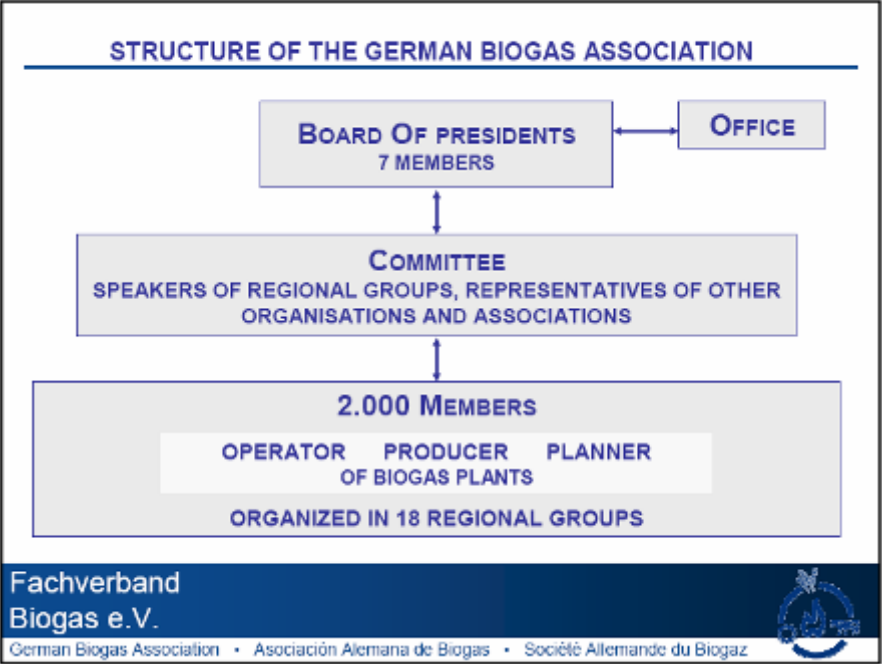 STRUCTURE OF THE GERMAN BIOGAS ASSOCIATION
BOARD OF PRESIDENTS
7 MEMBERS
OFFICE
COMMITTEE
SPEAKERS OF REGIONAL GROUPS, REPRESENTATIVES OF OTHER
ORGANISATIONS AND ASSOCIATIONS
2.000 MEMBERS
OPERATOR PRODUCER PLANNER
OF BIOGAS PLANTS
ORGANIZED IN 18 REGIONAL GROUPS
Fachverband
Biogas e.V.
German Biogas Association • Asociación Alemana de Biogas • Société Allemande du Biogaz